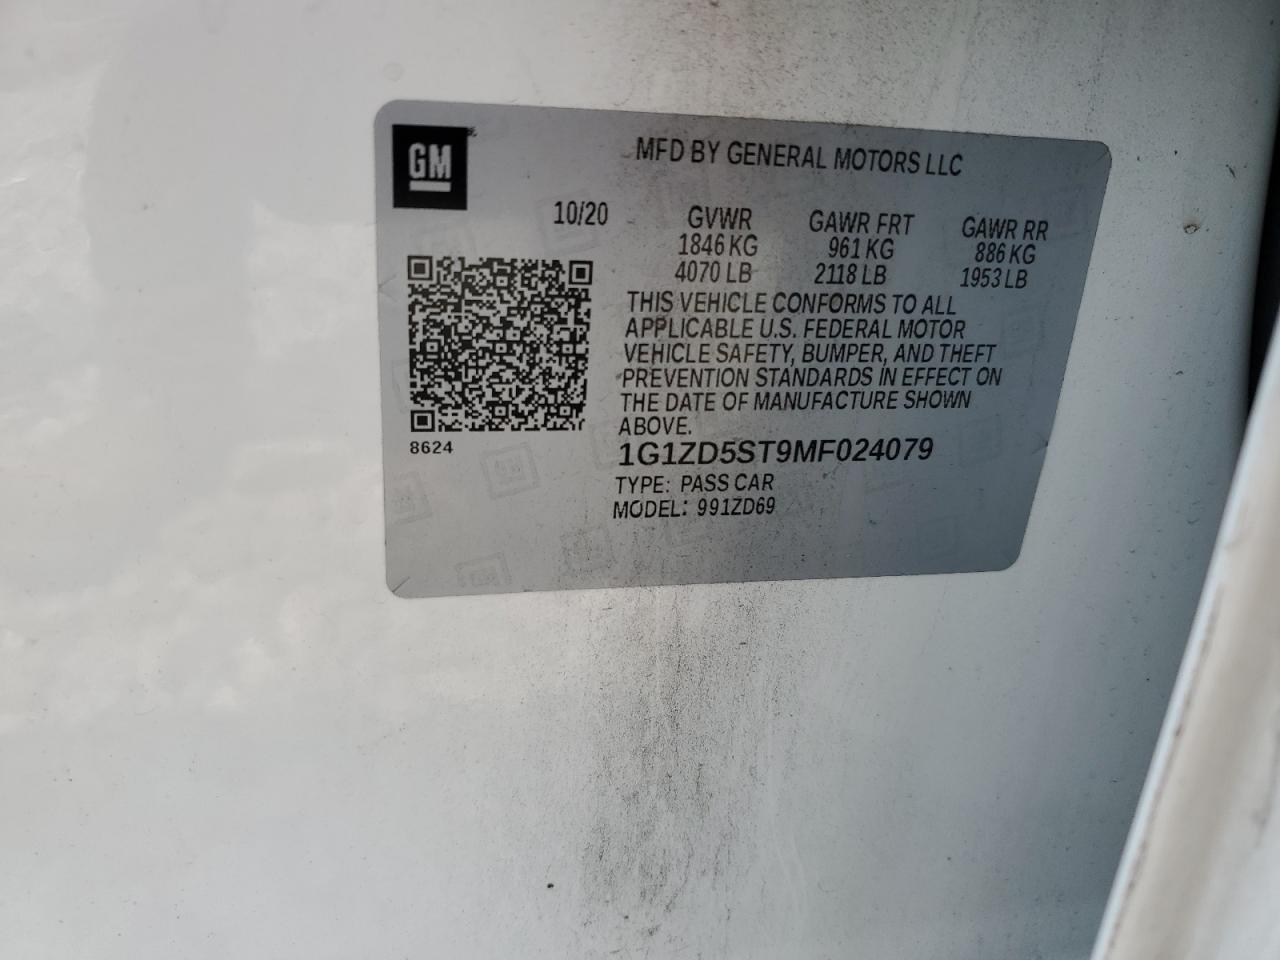 GM
MFD BY GENERAL MOTORS LLC
10/20
GVWR GAWR FRT GAWR RR
1846 KG 961 KG 886 KG
4070 LB 2118 LB 1953 LB
THIS VEHICLE CONFORMS TO ALL
APPLICABLE U.S. FEDERAL MOTOR
VEHICLE SAFETY, BUMPER, AND THEFT
PREVENTION STANDARDS IN EFFECT ON
THE DATE OF MANUFACTURE SHOWN
ABOVE.
8624
1G1ZD5ST9MF024079
TYPE: PASS CAR
MODEL: 991ZD69